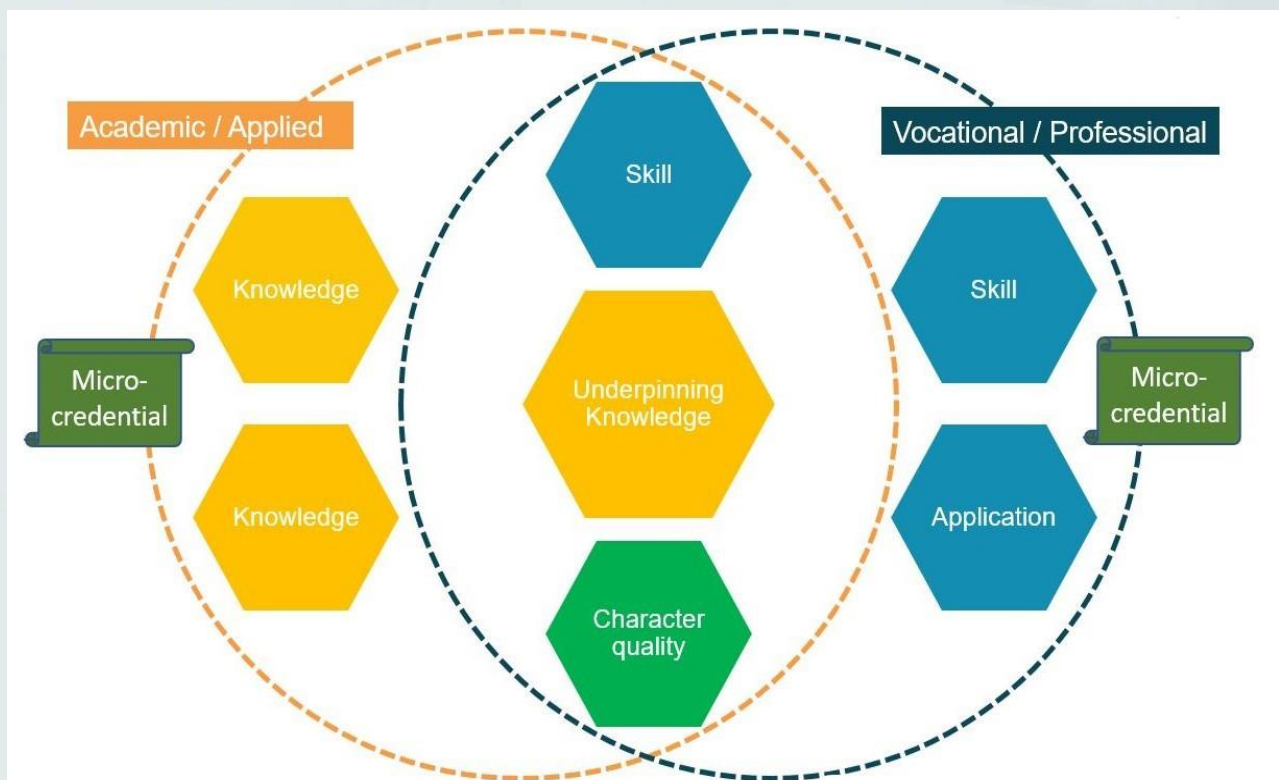 Academic / Applied
Vocational / Professional
Skill
Knowledge
Skill
Micro-
credential
Underpinning
Knowledge
Micro-
credential
Knowledge
Application
Character
quality